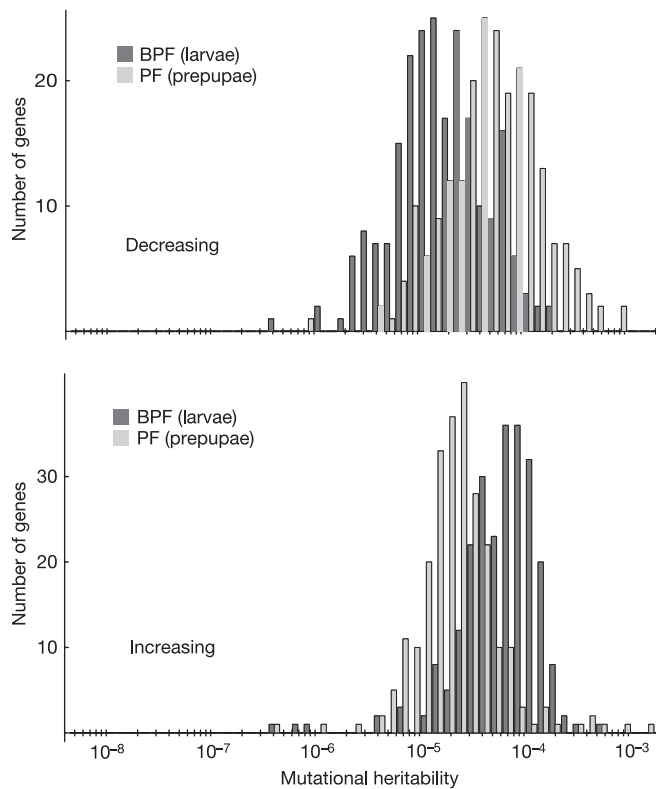 BPF (larvae)
PF (prepupae)
20
10
Number of genes
Decreasing
BPF (larvae)
PF (prepupae)
30
20
10
Number of genes
Increasing
10⁻⁸ 10⁻⁷ 10⁻⁶ 10⁻⁵ 10⁻⁴ 10⁻³
Mutational heritability